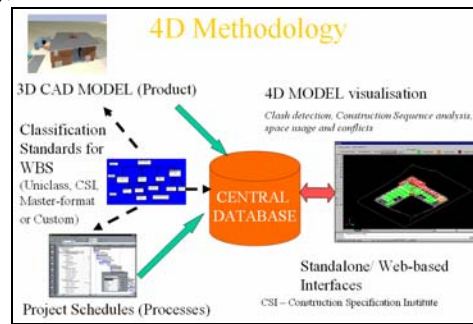 4D Methodology
3D CAD MODEL (Product)
4D MODEL visualisation
Clash detection, Construction Sequence analysis,
space usage and conflicts
Classification
Standards for
WBS
(Uniclass, CSI,
Master-format
or Custom)
CENTRAL
DATABASE
Project Schedules (Processes)
Standalone/ Web-based
Interfaces
CSI – Construction Specification Institute